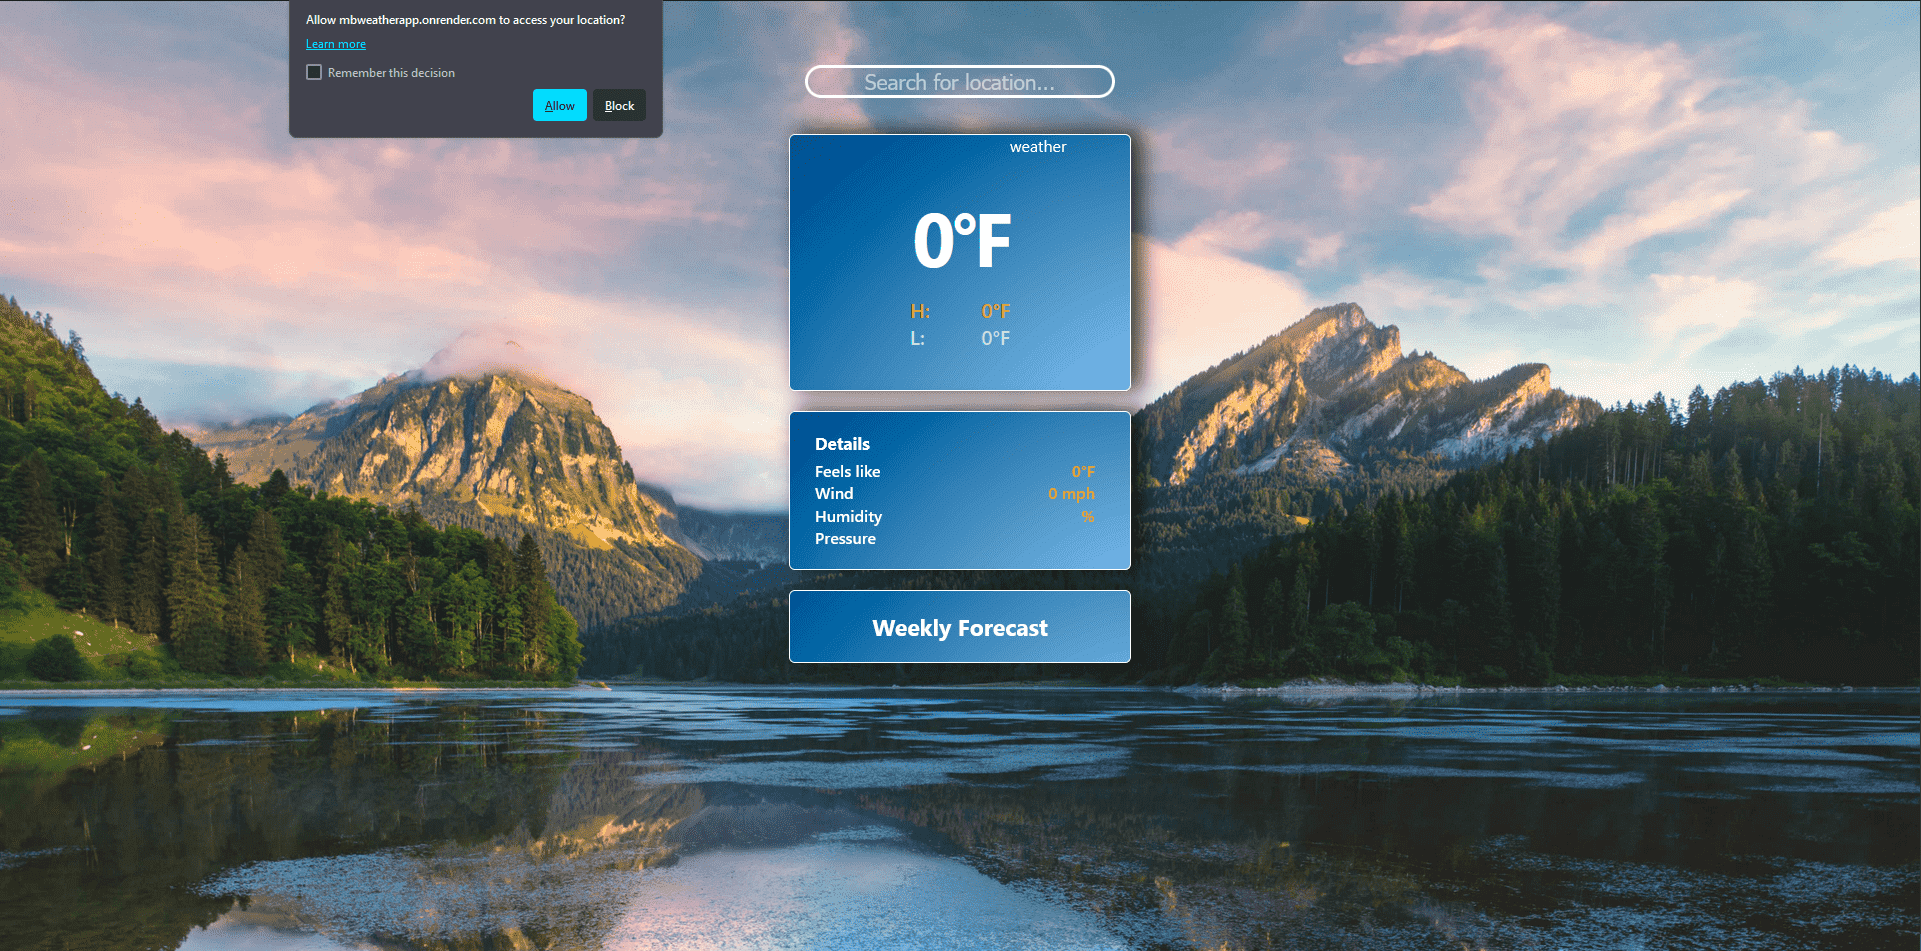 Allow mbweatherapp.onrender.com to access your location?
Learn more
Remember this decision
Allow Block
Search for location...
weather
0°F
H: 0°F
L: 0°F
Details
Feels like 0°F
Wind 0 mph
Humidity %
Pressure
Weekly Forecast